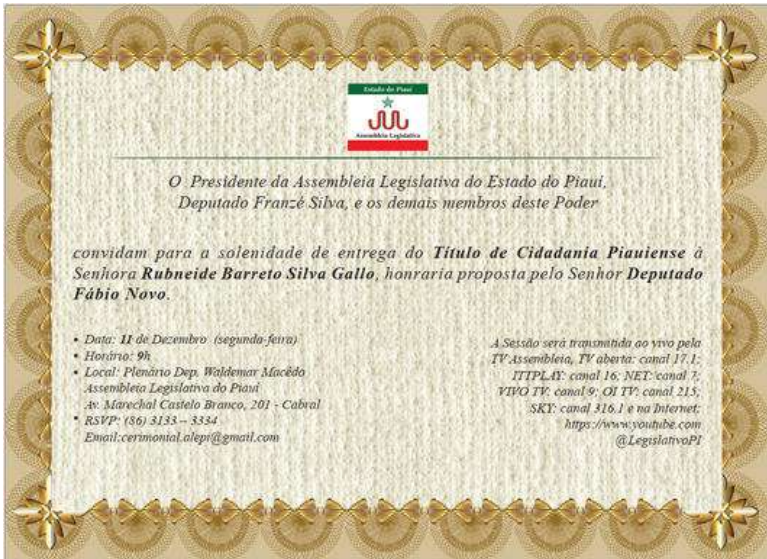 Estado do Piauí
Assembléia Legislativa
O Presidente da Assembleia Legislativa do Estado do Piauí,
Deputado Franzé Silva, e os demais membros deste Poder
convidam para a solenidade de entrega do Título de Cidadania Piauiense à
Senhora Rubneide Barreto Silva Gallo, honraria proposta pelo Senhor Deputado
Fábio Novo.
• Data: 11 de Dezembro (segunda-feira)
• Horário: 9h
• Local: Plenário Dep. Waldemar Macêdo
Assembleia Legislativa do Piauí
Av. Marechal Castelo Branco, 201 - Cabral
• RSVP: (86) 3133 – 3334
Email:cerimonial.alepi@gmail.com
A Sessão será transmitida ao vivo pela
TV Assembleia, TV aberta: canal 17.1;
ITTPLAY: canal 16; NET: canal 7;
VIVO TV: canal 9; OI TV: canal 215;
SKY: canal 316.1 e na Internet:
https://www.youtube.com
@LegislativoPI